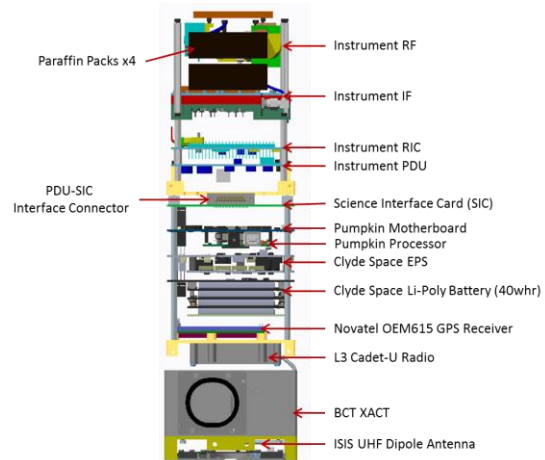 Paraffin Packs x4
Instrument RF
Instrument IF
Instrument RIC
Instrument PDU
PDU-SIC
Interface Connector
Science Interface Card (SIC)
Pumpkin Motherboard
Pumpkin Processor
Clyde Space EPS
Clyde Space Li-Poly Battery (40whr)
Novatel OEM615 GPS Receiver
L3 Cadet-U Radio
BCT XACT
ISIS UHF Dipole Antenna